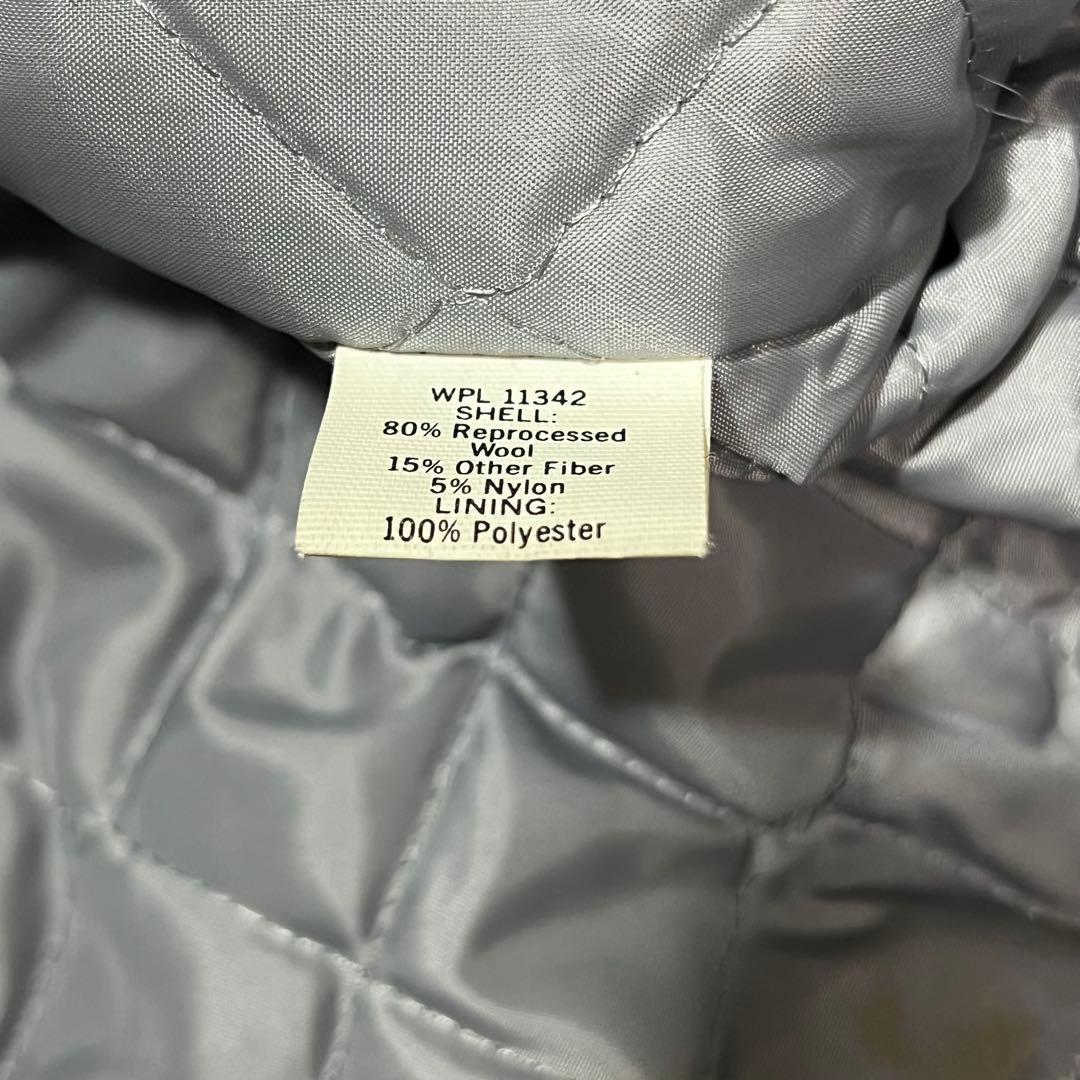 WPL 11342
SHELL:
80% Reprocessed
Wool
15% Other Fiber
5% Nylon
LINING:
100% Polyester